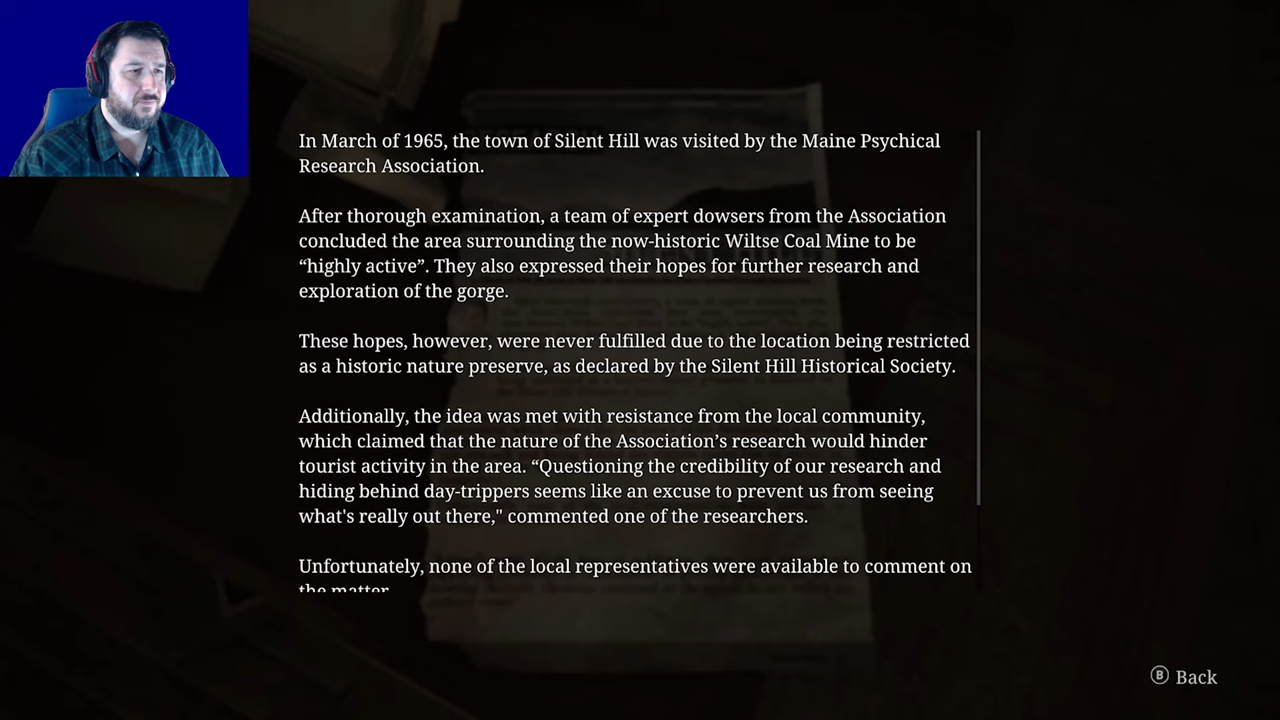 In March of 1965, the town of Silent Hill was visited by the Maine Psychical
Research Association.
After thorough examination, a team of expert dowsers from the Association
concluded the area surrounding the now-historic Wiltse Coal Mine to be
“highly active”. They also expressed their hopes for further research and
exploration of the gorge.
These hopes, however, were never fulfilled due to the location being restricted
as a historic nature preserve, as declared by the Silent Hill Historical Society.
Additionally, the idea was met with resistance from the local community,
which claimed that the nature of the Association’s research would hinder
tourist activity in the area. “Questioning the credibility of our research and
hiding behind day-trippers seems like an excuse to prevent us from seeing
what's really out there," commented one of the researchers.
Unfortunately, none of the local representatives were available to comment on
the matter.
B Back